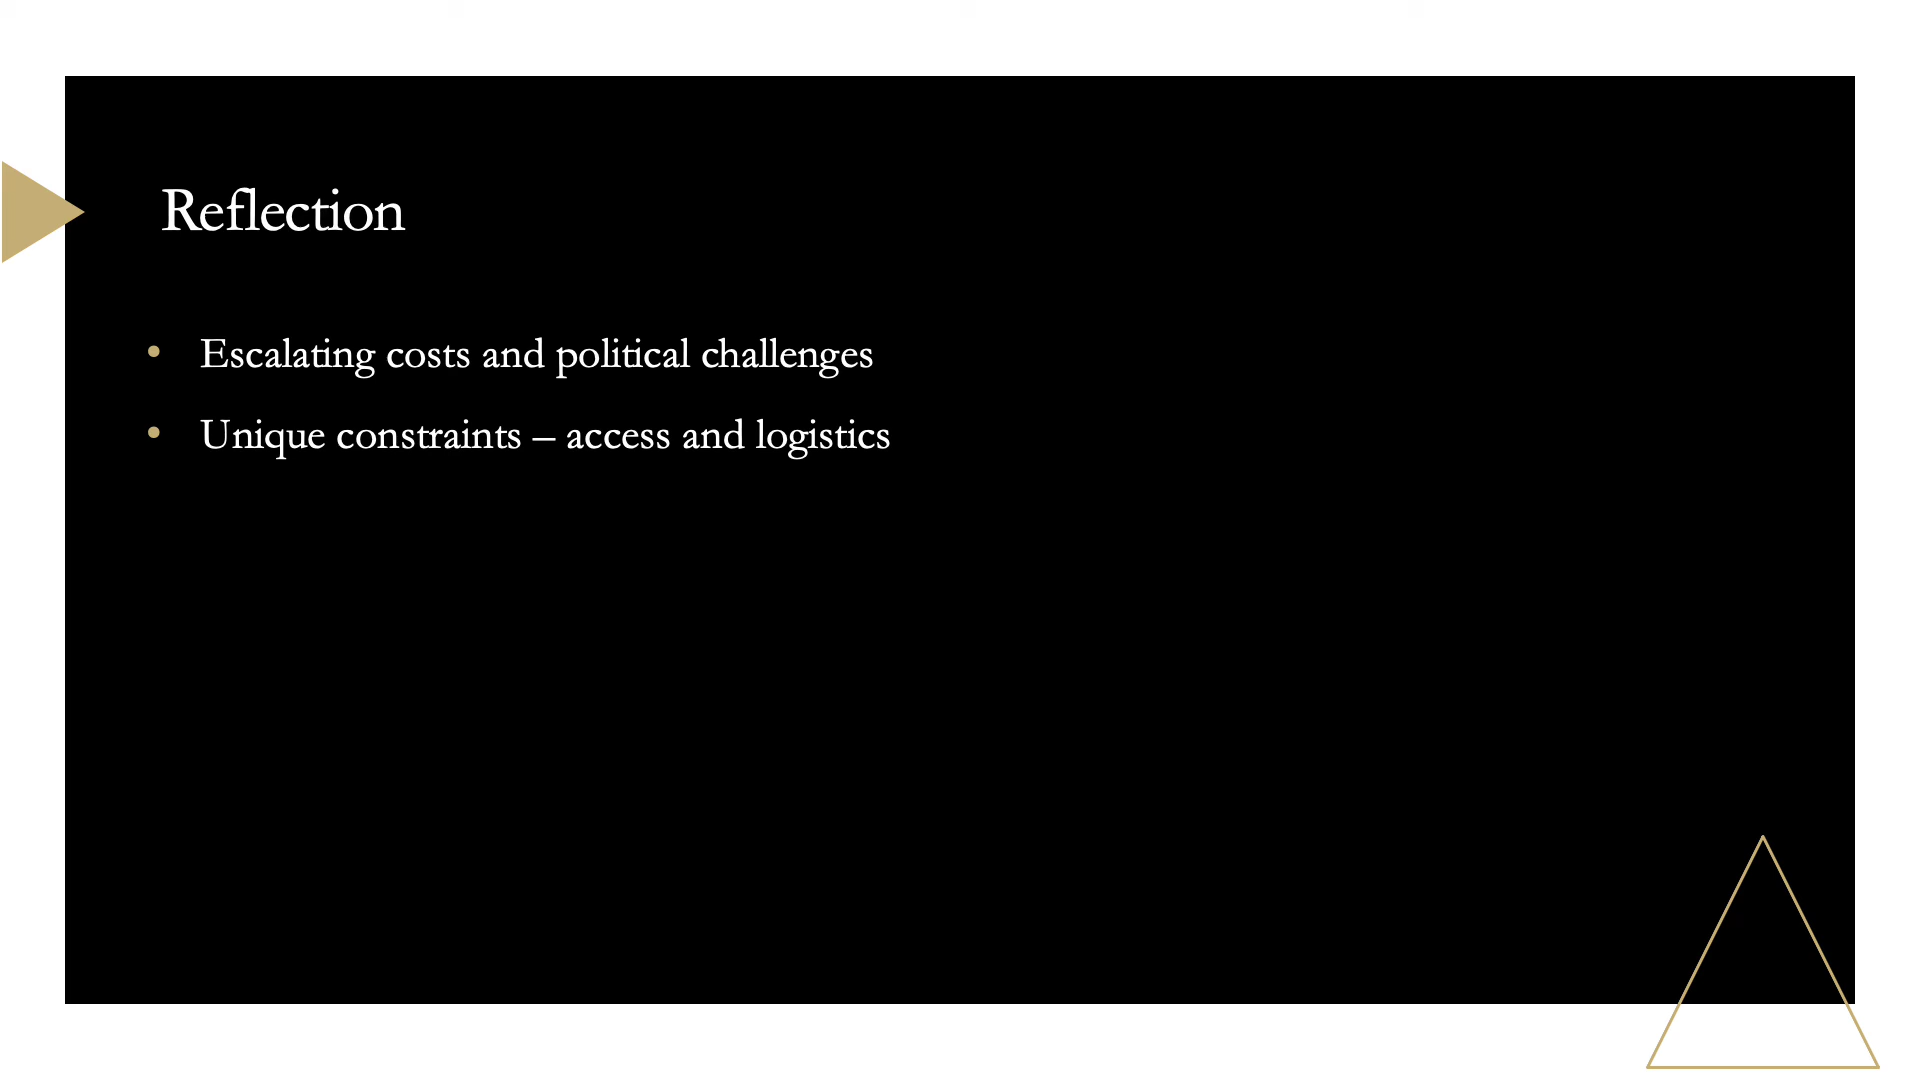 Reflection
• Escalating costs and political challenges
• Unique constraints – access and logistics